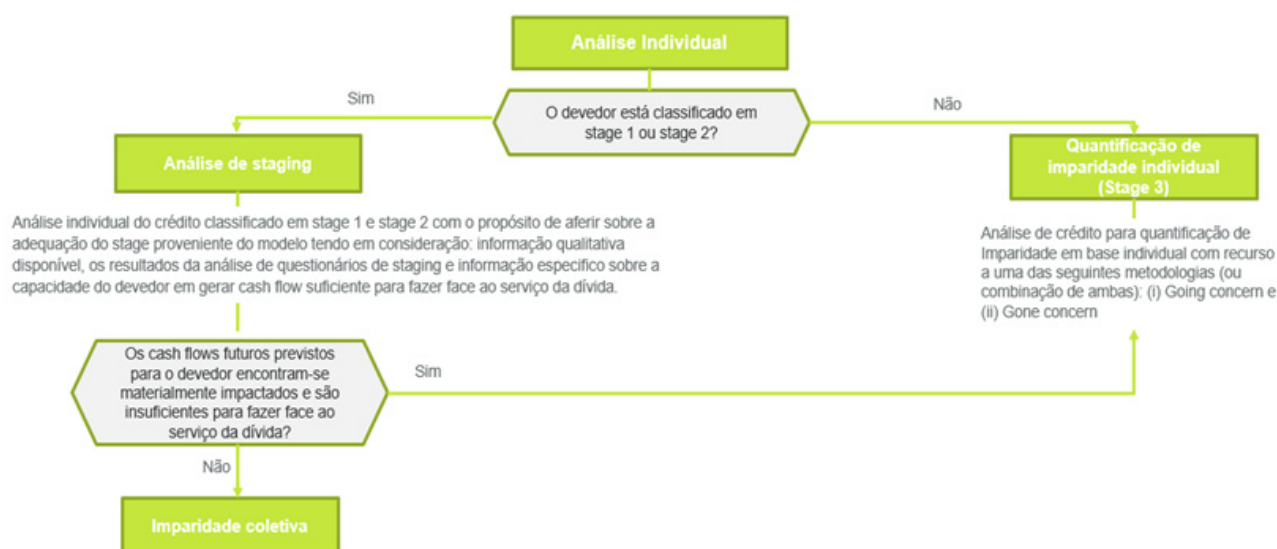 Análise Individual
Sim
O devedor está classificado em
stage 1 ou stage 2?
Não
Análise de staging
Quantificação de
imparidade individual
(Stage 3)
Análise individual do crédito classificado em stage 1 e stage 2 com o propósito de aferir sobre a
adequação do stage proveniente do modelo tendo em consideração: informação qualitativa
disponível, os resultados da análise de questionários de staging e informação especifico sobre a
capacidade do devedor em gerar cash flow suficiente para fazer face ao serviço da dívida.
Análise de crédito para quantificação de
Imparidade em base individual com recurso
a uma das seguintes metodologias (ou
combinação de ambas): (i) Going concern e
(ii) Gone concern
Os cash flows futuros previstos
para o devedor encontram-se
materialmente impactados e são
insuficientes para fazer face ao
serviço da dívida?
Sim
Não
Imparidade coletiva